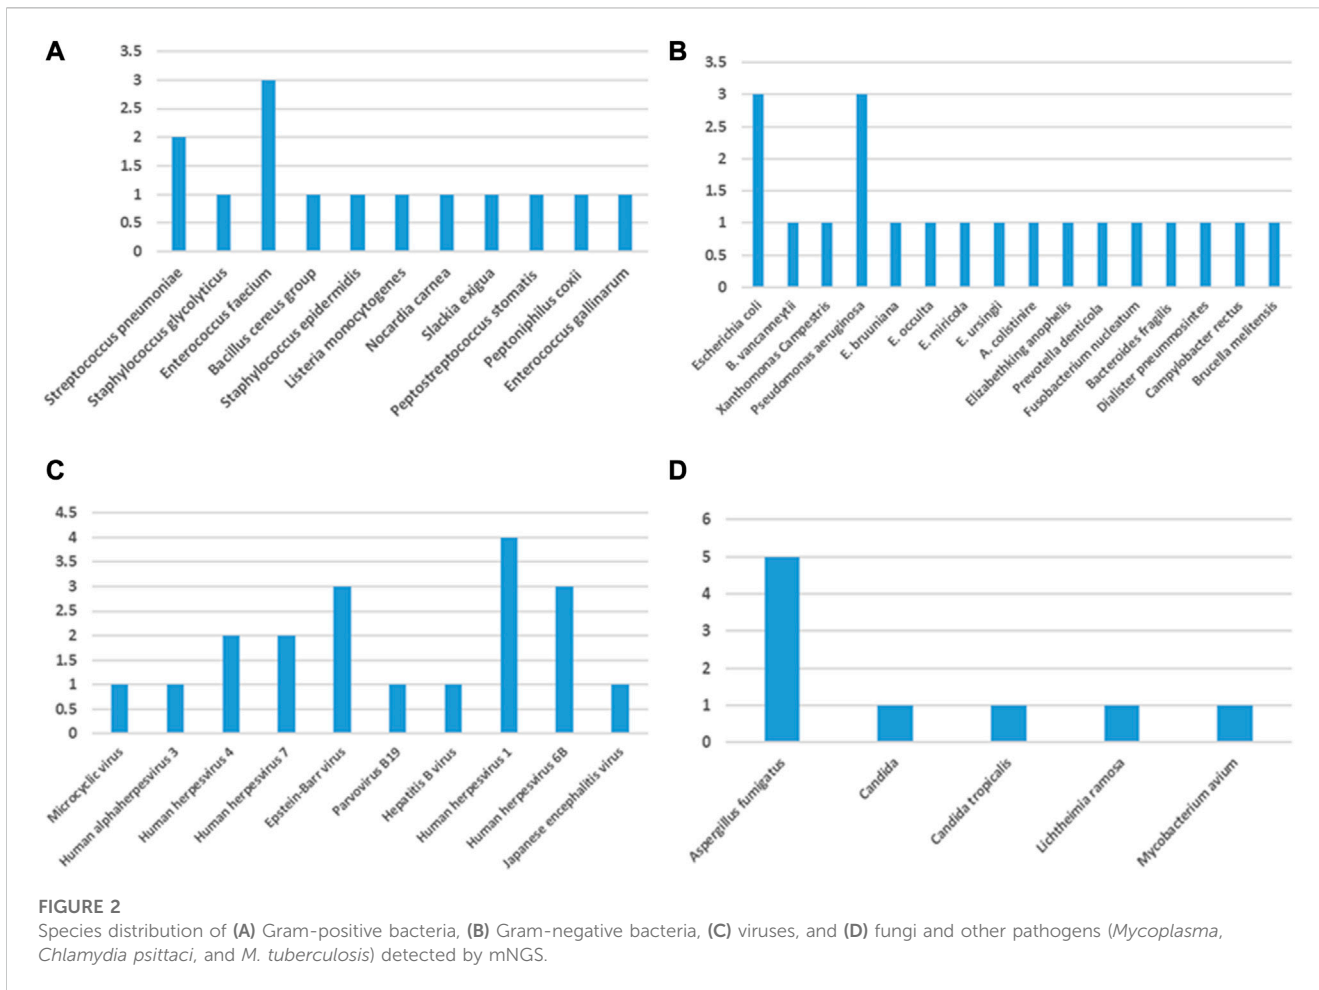 A
3.5
3
2.5
2
1.5
1
0.5
0
Streptococcus pneumoniae
Staphylococcus glycolyticus
Enterococcus faecium
Bacillus cereus group
Staphylococcus epidermidis
Listeria monocytogenes
Nocardia carnea
Slackia exigua
Peptostreptococcus stomatis
Peptoniphilus coxii
Enterococcus gallinarum
B
3.5
3
2.5
2
1.5
1
0.5
0
Escherichia coli
B. vancanneytii
Xanthomonas Campestris
Pseudomonas aeruginosa
E. bruuniana
E. occulta
E. miricola
E. ursingii
A. colistinire
Elizabethking anophelis
Prevotella denticola
Fusobacterium nucleatum
Bacteroides fragilis
Dialister pneummosintes
Campylobacter rectus
Brucella melitensis
C
4.5
4
3.5
3
2.5
2
1.5
1
0.5
0
Microcyclic virus
Human alphaherpesvirus 3
Human herpesvirus 4
Human herpesvirus 7
Epstein-Barr virus
Parvovirus B19
Hepatitis B virus
Human herpesvirus 1
Human herpesvirus 6B
Japanese encephalitis virus
D
6
5
4
3
2
1
0
Aspergillus fumigatus
Candida
Candida tropicalis
Lichtheimia ramosa
Mycobacterium avium
FIGURE 2
Species distribution of (A) Gram-positive bacteria, (B) Gram-negative bacteria, (C) viruses, and (D) fungi and other pathogens (Mycoplasma,
Chlamydia psittaci, and M. tuberculosis) detected by mNGS.